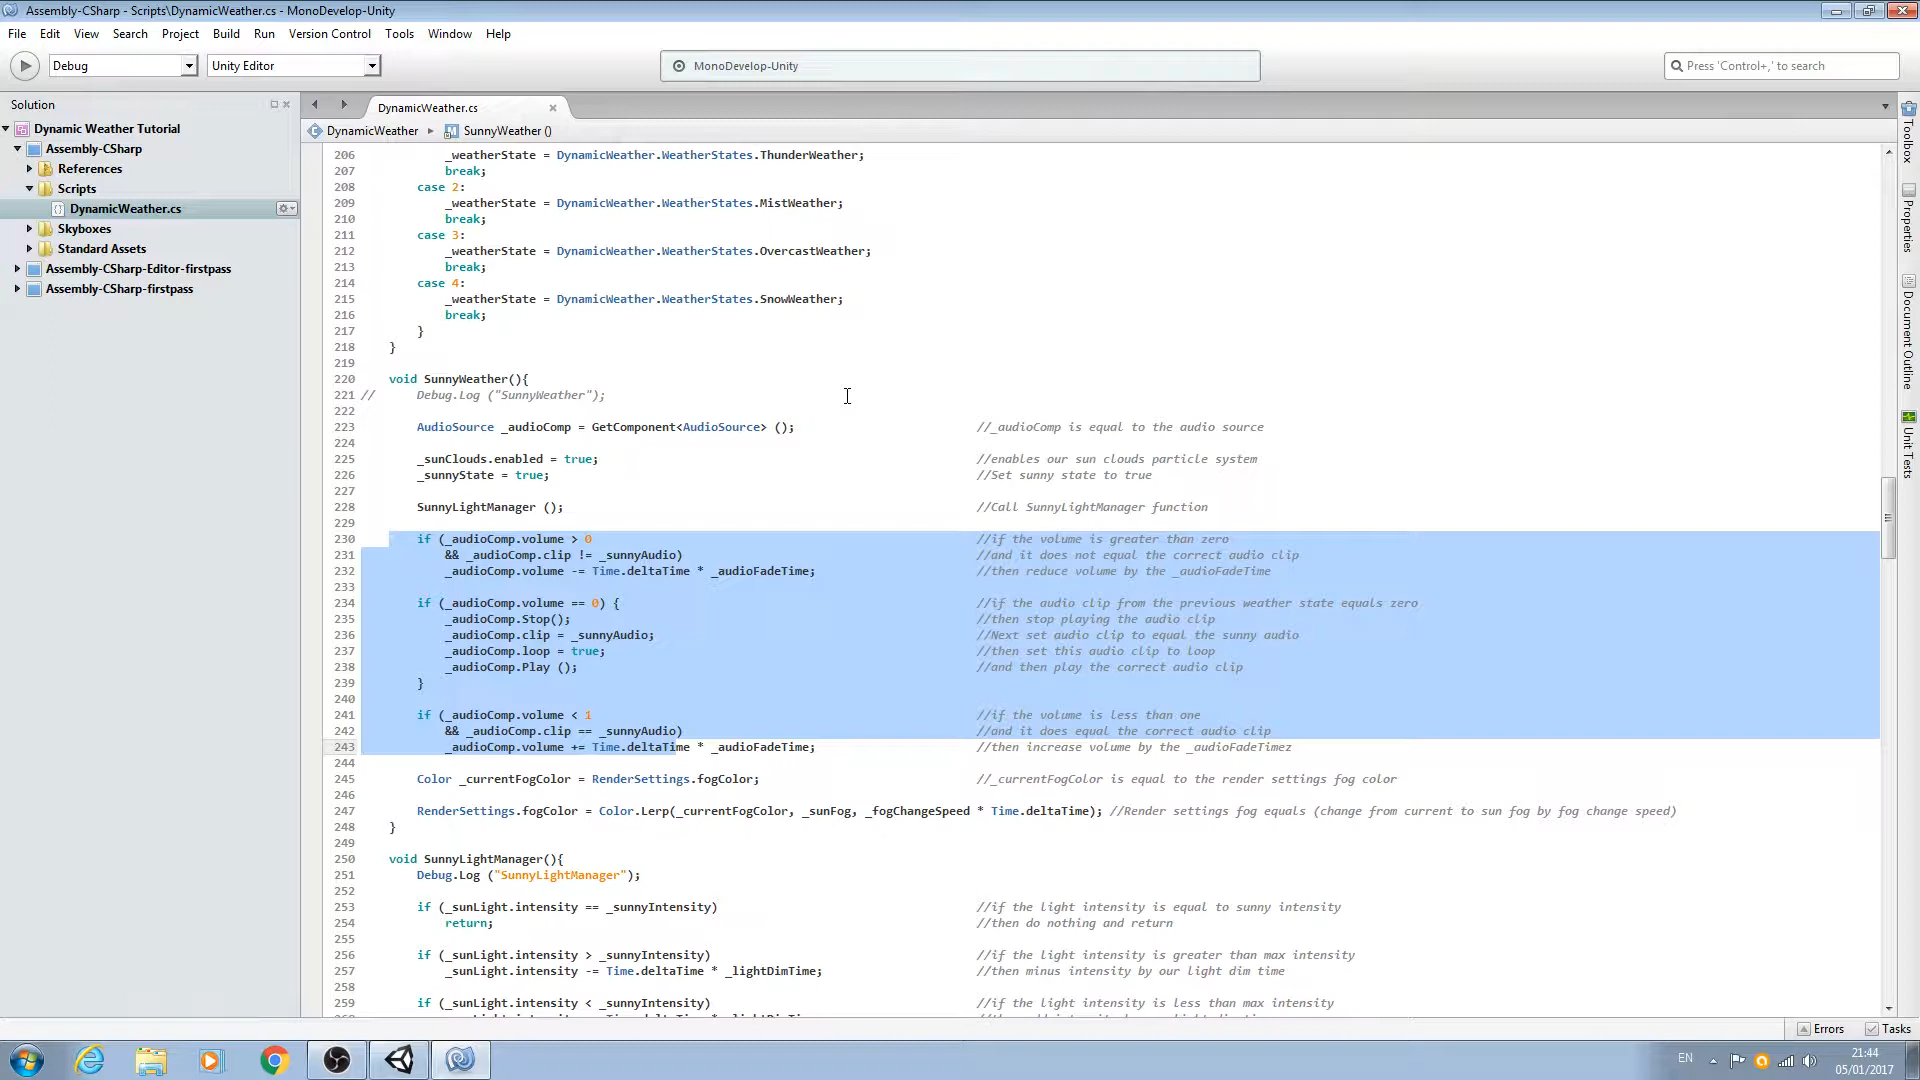 Assembly-CSharp - Scripts\DynamicWeather.cs - MonoDevelop-Unity
File Edit View Search Project Build Run Version Control Tools Window Help
Debug Unity Editor MonoDevelop-Unity Press 'Control+,' to search
Solution
Dynamic Weather Tutorial
Assembly-CSharp
References
Scripts
DynamicWeather.cs
Skyboxes
Standard Assets
Assembly-CSharp-Editor-firstpass
Assembly-CSharp-firstpass
DynamicWeather.cs
DynamicWeather SunnyWeather ()
206 _weatherState = DynamicWeather.WeatherStates.ThunderWeather;
207 break;
208 case 2:
209 _weatherState = DynamicWeather.WeatherStates.MistWeather;
210 break;
211 case 3:
212 _weatherState = DynamicWeather.WeatherStates.OvercastWeather;
213 break;
214 case 4:
215 _weatherState = DynamicWeather.WeatherStates.SnowWeather;
216 break;
217 }
218 }
219
220 void SunnyWeather(){
221 // Debug.Log ("SunnyWeather");
222
223 AudioSource _audioComp = GetComponent<AudioSource> (); //_audioComp is equal to the audio source
224
225 _sunClouds.enabled = true; //enables our sun clouds particle system
226 _sunnyState = true; //Set sunny state to true
227
228 SunnyLightManager (); //Call SunnyLightManager function
229
230 if (_audioComp.volume > 0 //if the volume is greater than zero
231 && _audioComp.clip != _sunnyAudio) //and it does not equal the correct audio clip
232 _audioComp.volume -= Time.deltaTime * _audioFadeTime; //then reduce volume by the _audioFadeTime
233
234 if (_audioComp.volume == 0) { //if the audio clip from the previous weather state equals zero
235 _audioComp.Stop(); //then stop playing the audio clip
236 _audioComp.clip = _sunnyAudio; //Next set audio clip to equal the sunny audio
237 _audioComp.loop = true; //then set this audio clip to loop
238 _audioComp.Play (); //and then play the correct audio clip
239 }
240
241 if (_audioComp.volume < 1 //if the volume is less than one
242 && _audioComp.clip == _sunnyAudio) //and it does equal the correct audio clip
243 _audioComp.volume += Time.deltaTime * _audioFadeTime; //then increase volume by the _audioFadeTimez
244
245 Color _currentFogColor = RenderSettings.fogColor; //_currentFogColor is equal to the render settings fog color
246
247 RenderSettings.fogColor = Color.Lerp(_currentFogColor, _sunFog, _fogChangeSpeed * Time.deltaTime); //Render settings fog equals (change from current to sun fog by fog change speed)
248 }
249
250 void SunnyLightManager(){
251 Debug.Log ("SunnyLightManager");
252
253 if (_sunLight.intensity == _sunnyIntensity) //if the light intensity is equal to sunny intensity
254 return; //then do nothing and return
255
256 if (_sunLight.intensity > _sunnyIntensity) //if the light intensity is greater than max intensity
257 _sunLight.intensity -= Time.deltaTime * _lightDimTime; //then minus intensity by our light dim time
258
259 if (_sunLight.intensity < _sunnyIntensity) //if the light intensity is less than max intensity
Toolbox
Properties
Document Outline
Unit Tests
Errors Tasks
EN
21:44
05/01/2017